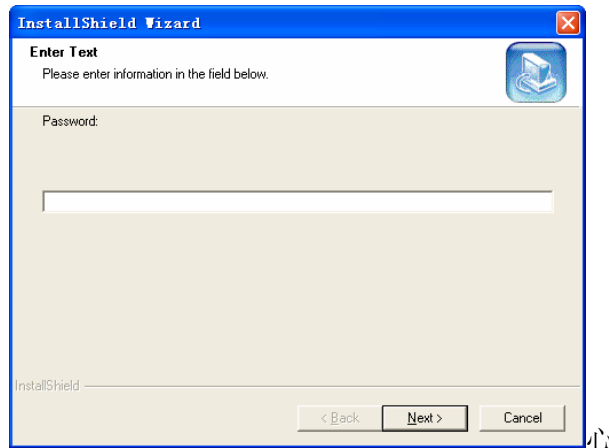 InstallShield Wizard
Enter Text
Please enter information in the field below.
Password:
InstallShield
< Back
Next >
Cancel